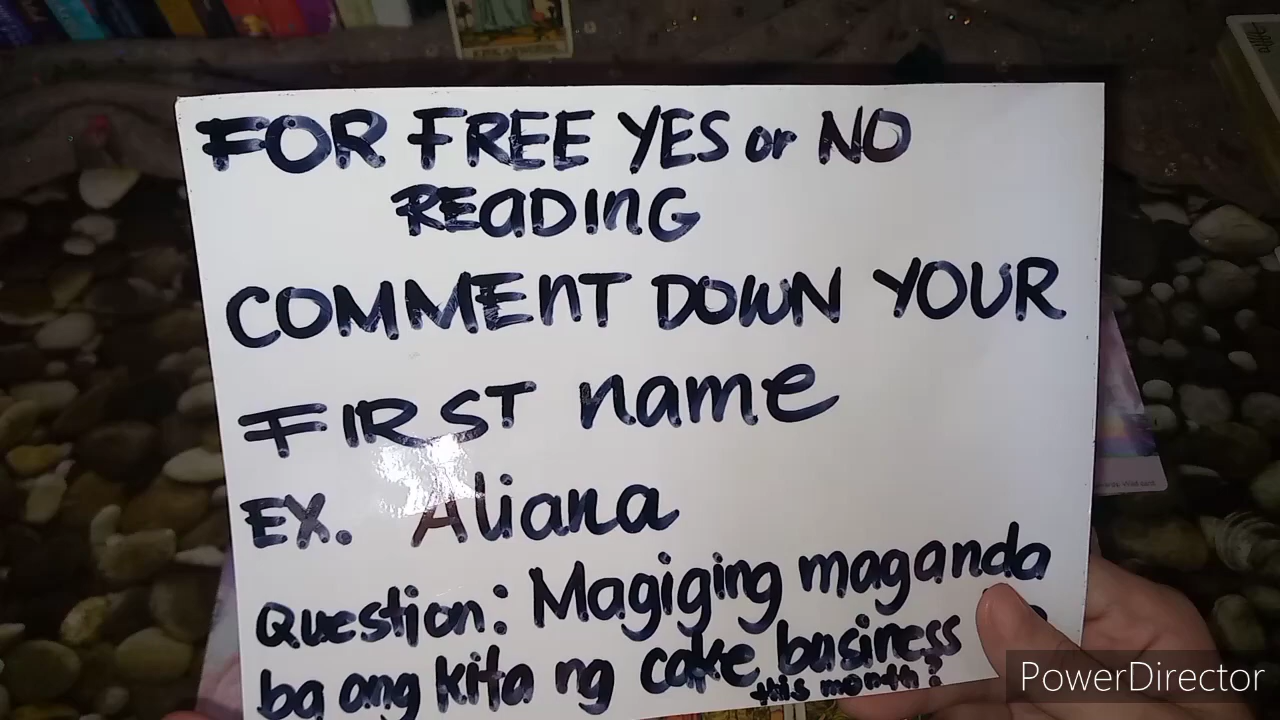 FOR FREE YES or NO
READING
COMMENT DOWN YOUR
FIRST name
EX. Aliana
Question: Magiging maganda
ba ang kita ng cake business
this month?
PowerDirector